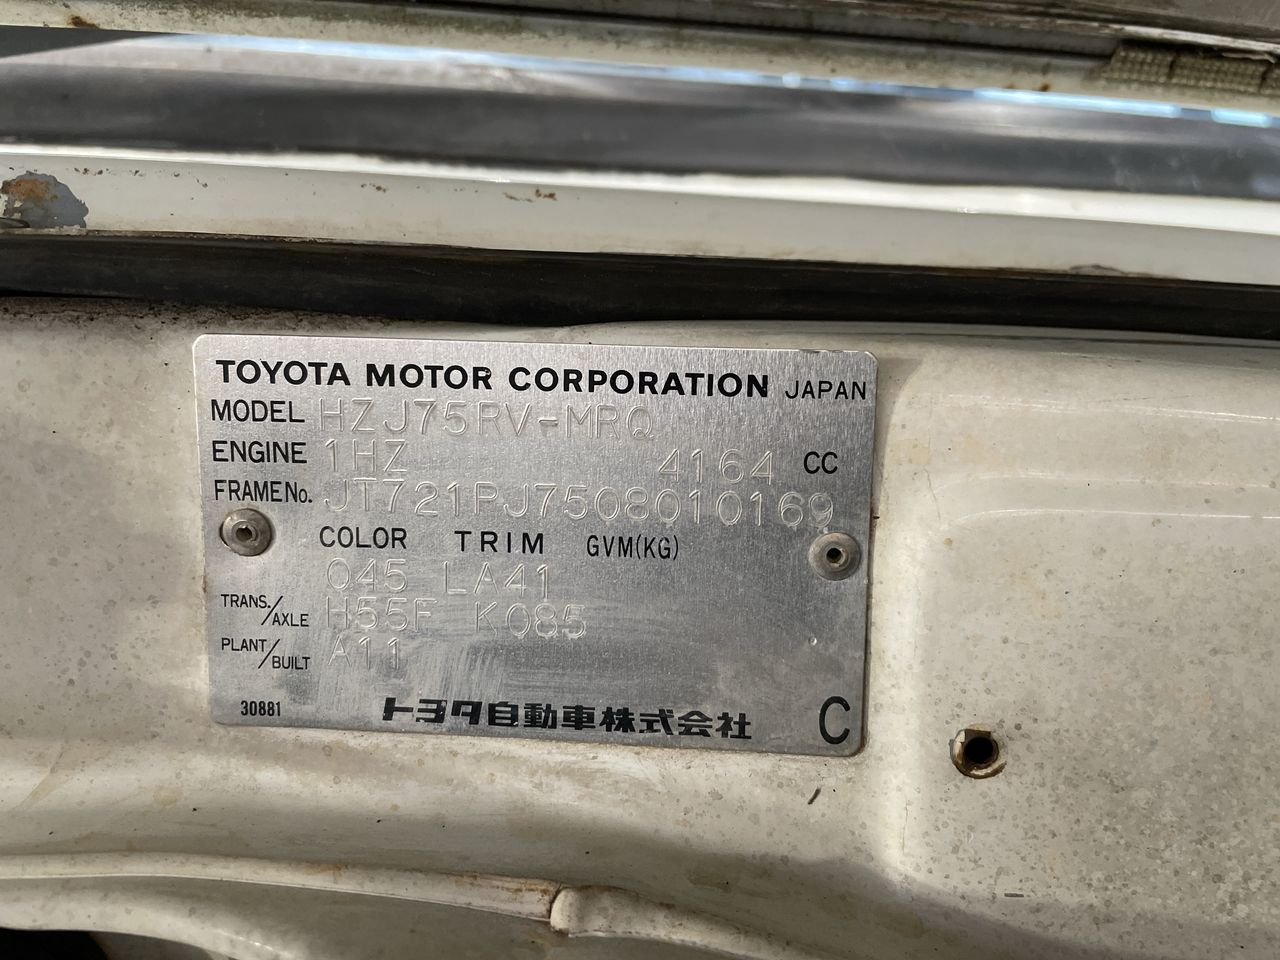 TOYOTA MOTOR CORPORATION JAPAN
MODEL HZJ75RV-MRQ
ENGINE 1HZ 4164 CC
FRAME No. JT721PJ7508010169
COLOR TRIM GVM(KG)
045 LA41
TRANS./AXLE H55F K085
PLANT/BUILT A11
30881 トヨタ自動車株式会社 C